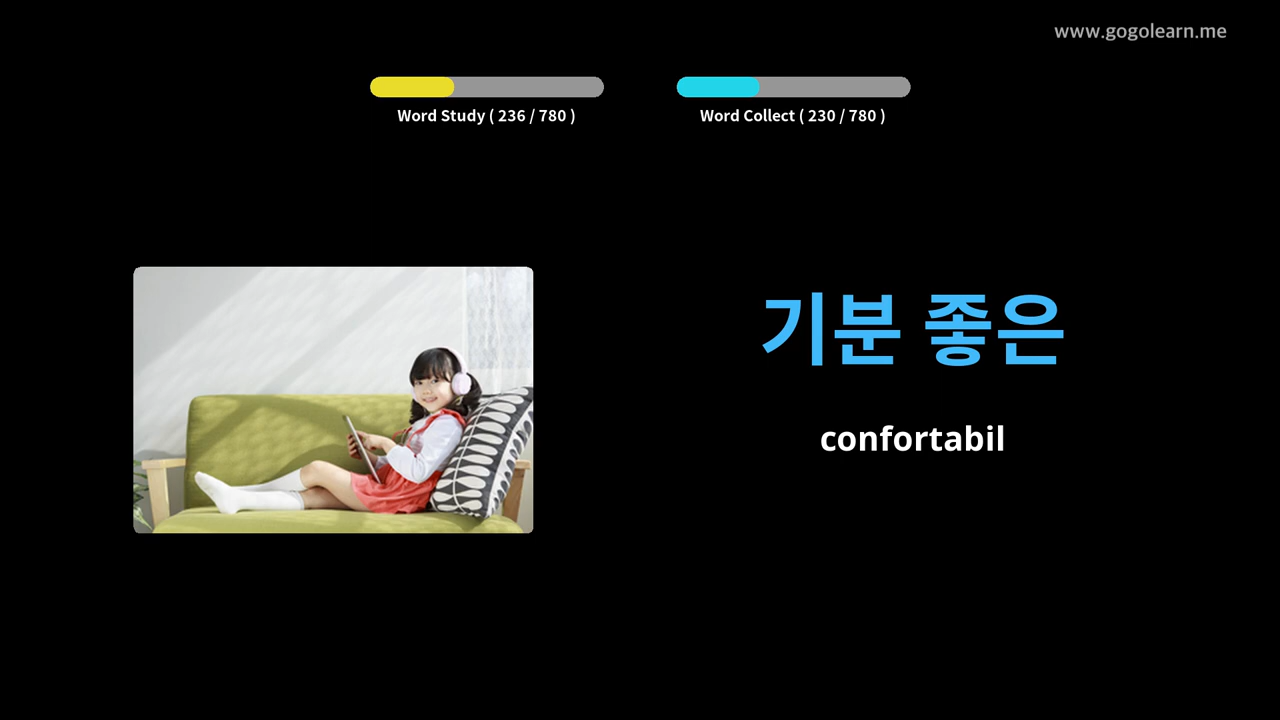 www.gogolearn.me
Word Study ( 236 / 780 )
Word Collect ( 230 / 780 )
기분 좋은
confortabil